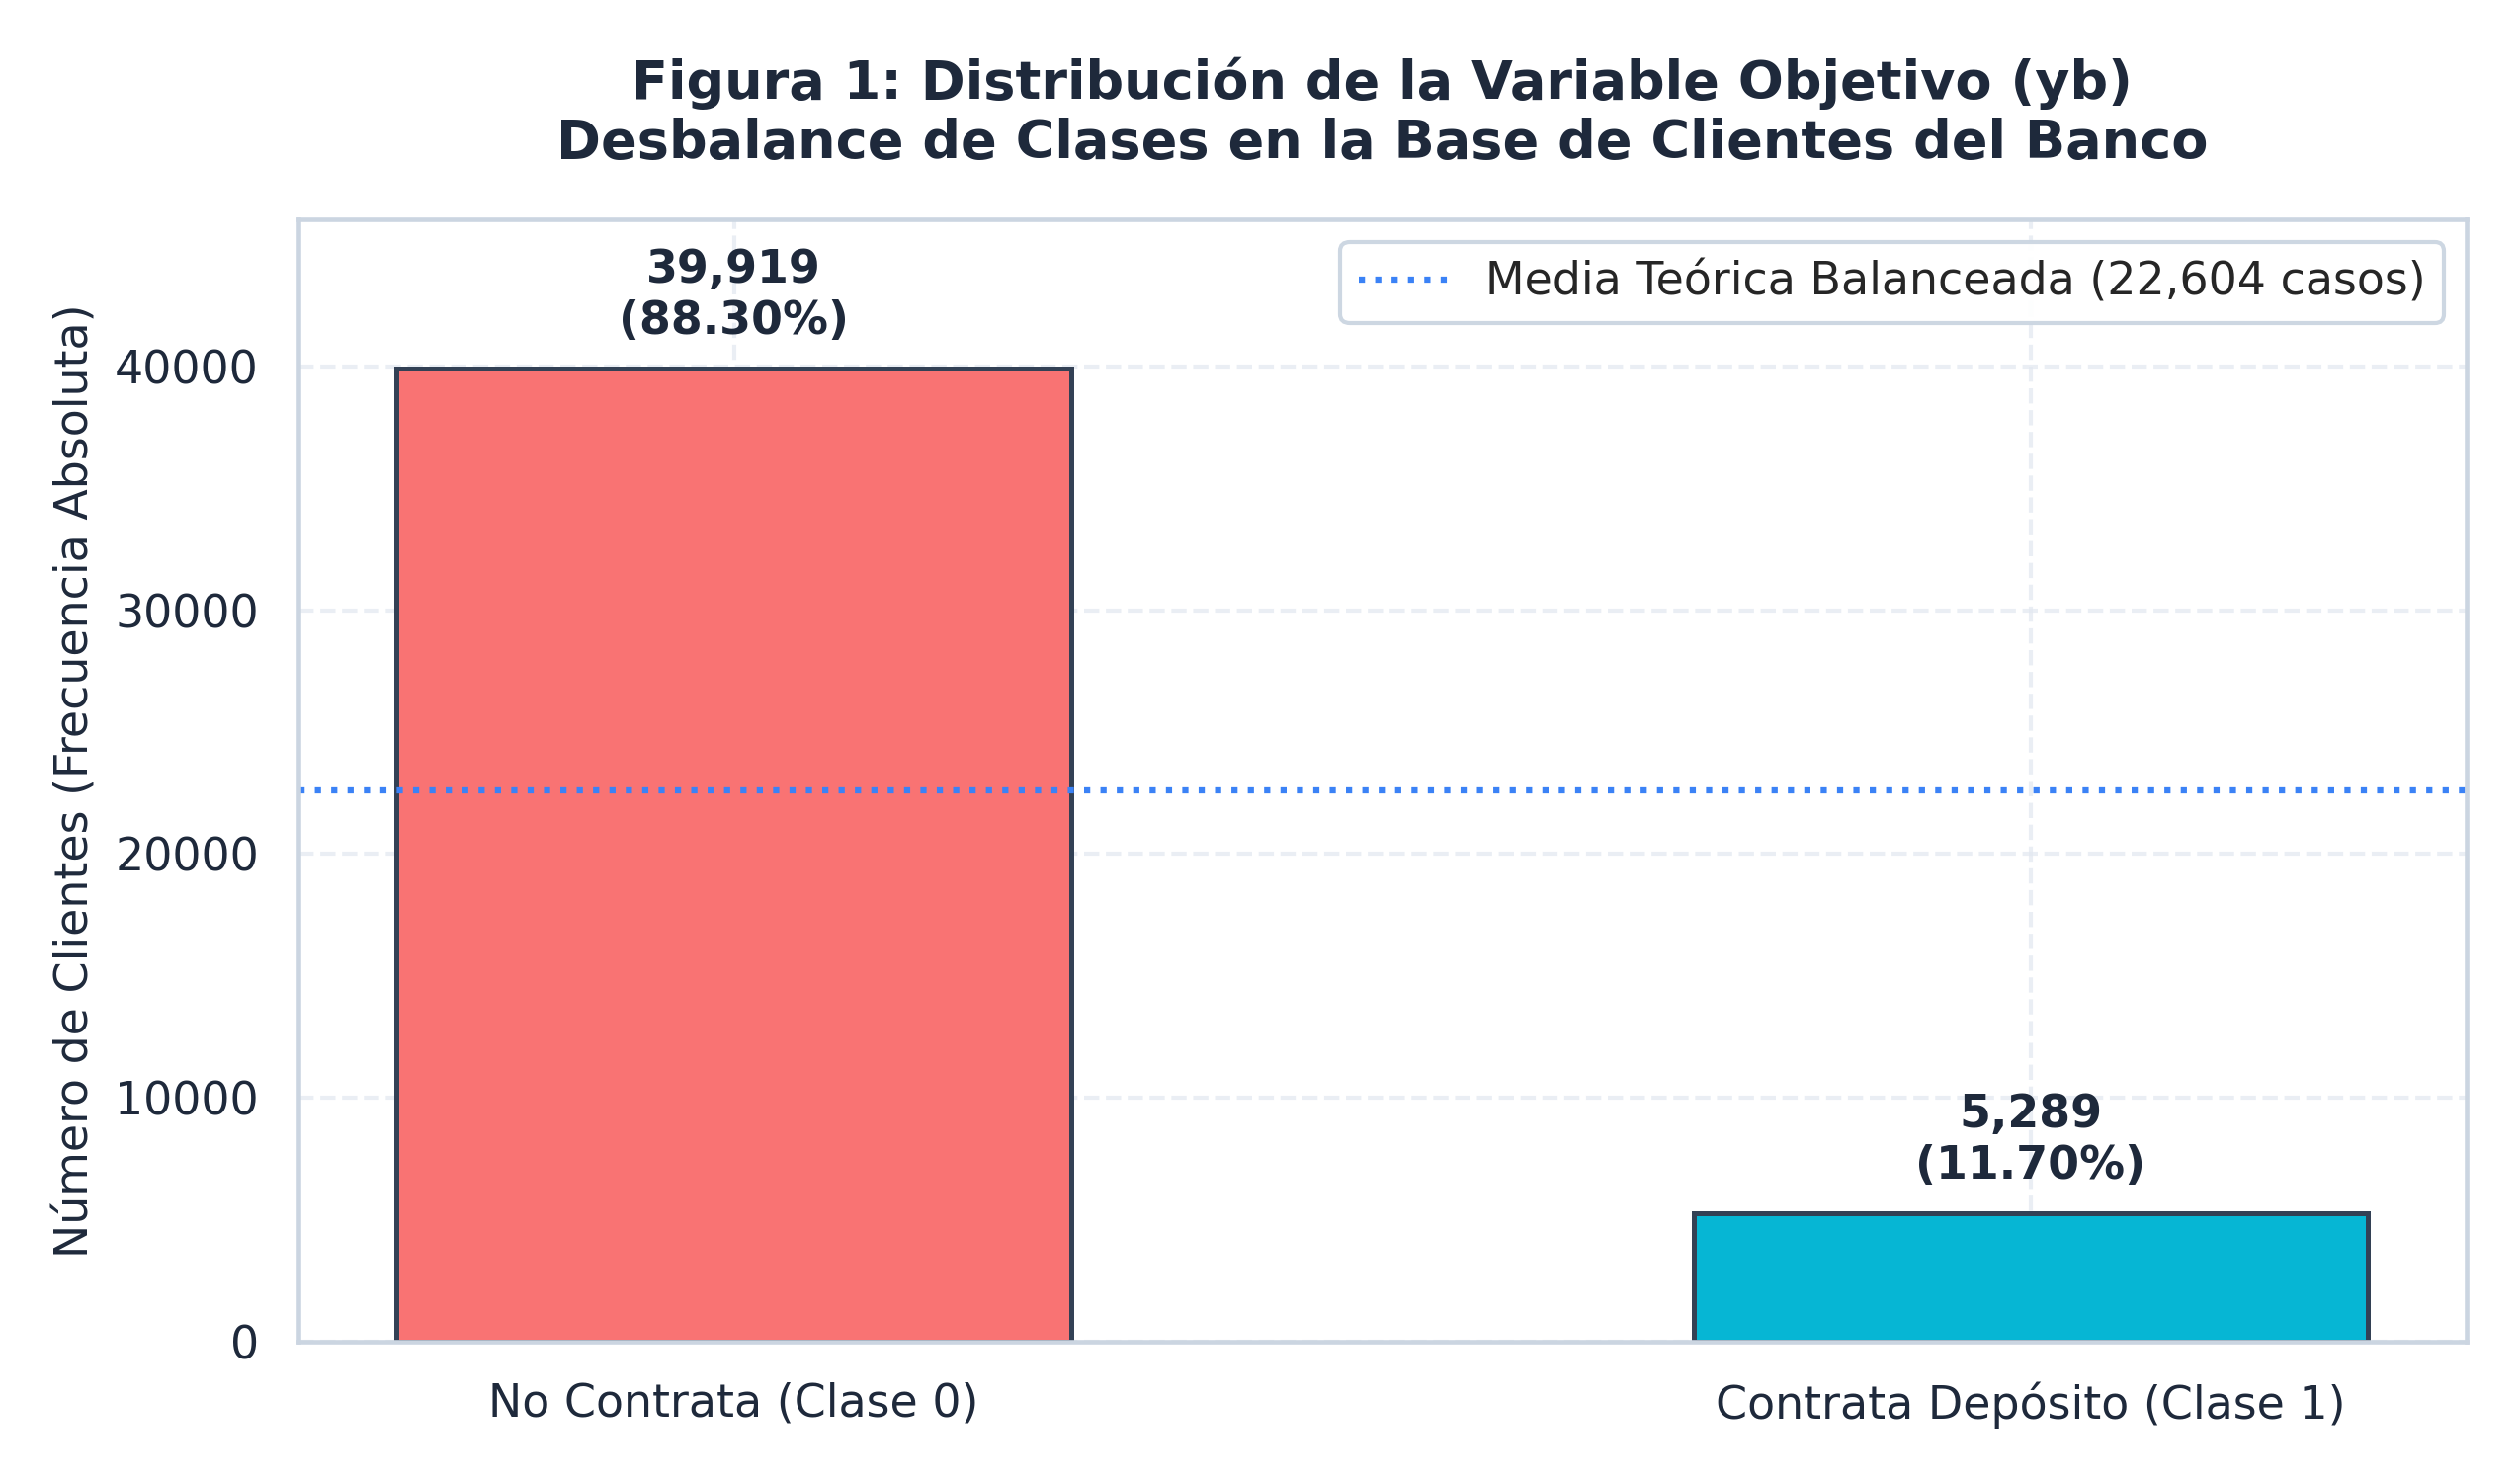 Figura 1: Distribución de la Variable Objetivo (yb)
Desbalance de Clases en la Base de Clientes del Banco
Número de Clientes (Frecuencia Absoluta)
40000
30000
20000
10000
0
39,919
(88.30%)
Media Teórica Balanceada (22,604 casos)
5,289
(11.70%)
No Contrata (Clase 0)
Contrata Depósito (Clase 1)